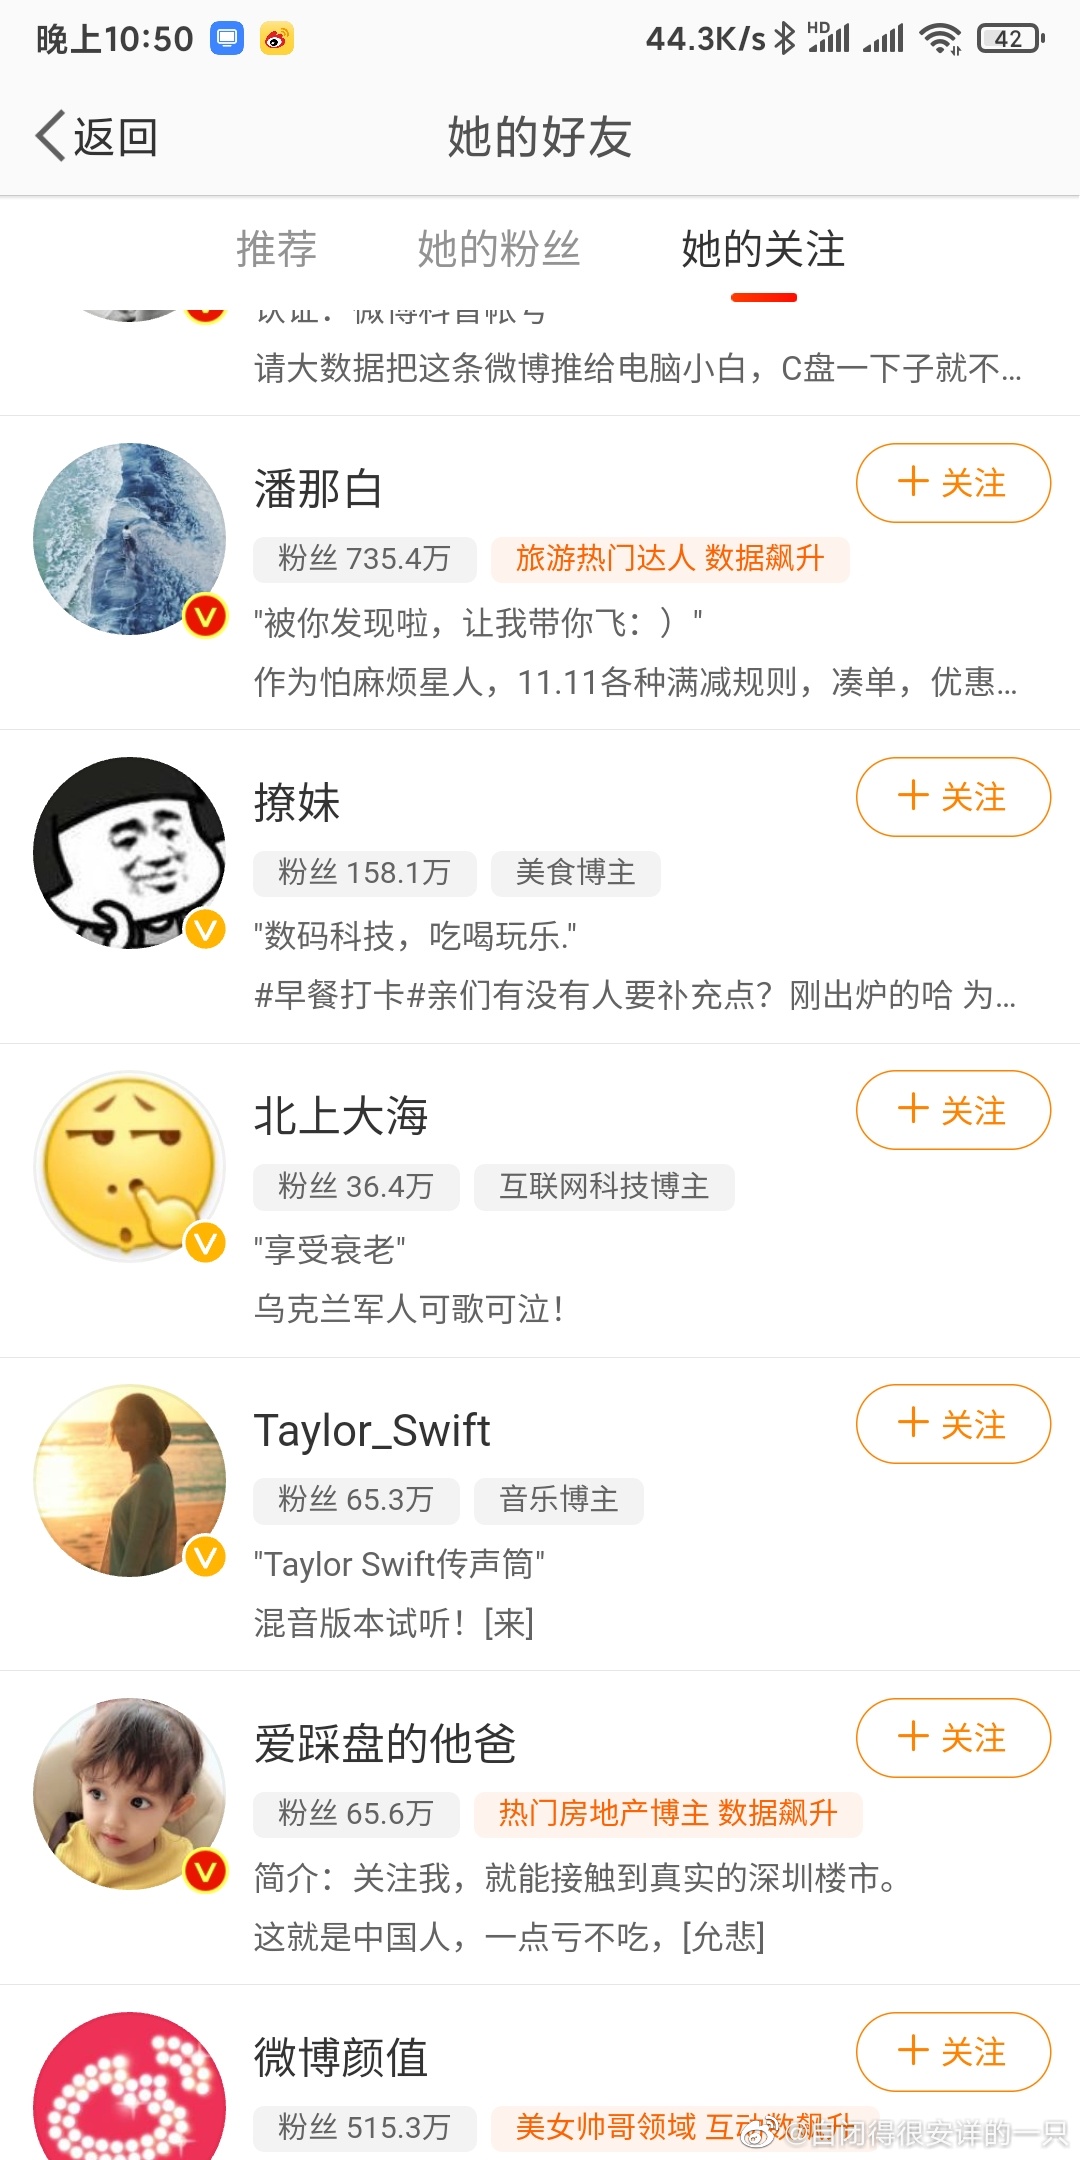 晚上10:50
44.3K/s
HD
42
返回
她的好友
推荐
她的粉丝
她的关注
认证：微博抖音帐号
请大数据把这条微博推给电脑小白，C盘一下子就不...
潘那白
+ 关注
粉丝 735.4万
旅游热门达人 数据飙升
"被你发现啦，让我带你飞：）"
作为怕麻烦星人，11.11各种满减规则，凑单，优惠...
撩妹
+ 关注
粉丝 158.1万
美食博主
"数码科技，吃喝玩乐."
#早餐打卡#亲们有没有人要补充点？刚出炉的哈 为...
北上大海
+ 关注
粉丝 36.4万
互联网科技博主
"享受衰老"
乌克兰军人可歌可泣！
Taylor_Swift
+ 关注
粉丝 65.3万
音乐博主
"Taylor Swift传声筒"
混音版本试听！[来]
爱踩盘的他爸
+ 关注
粉丝 65.6万
热门房地产博主 数据飙升
简介：关注我，就能接触到真实的深圳楼市。
这就是中国人，一点亏不吃，[允悲]
微博颜值
+ 关注
粉丝 515.3万
美女帅哥领域 互动数飙升
@自闭得很安详的一只